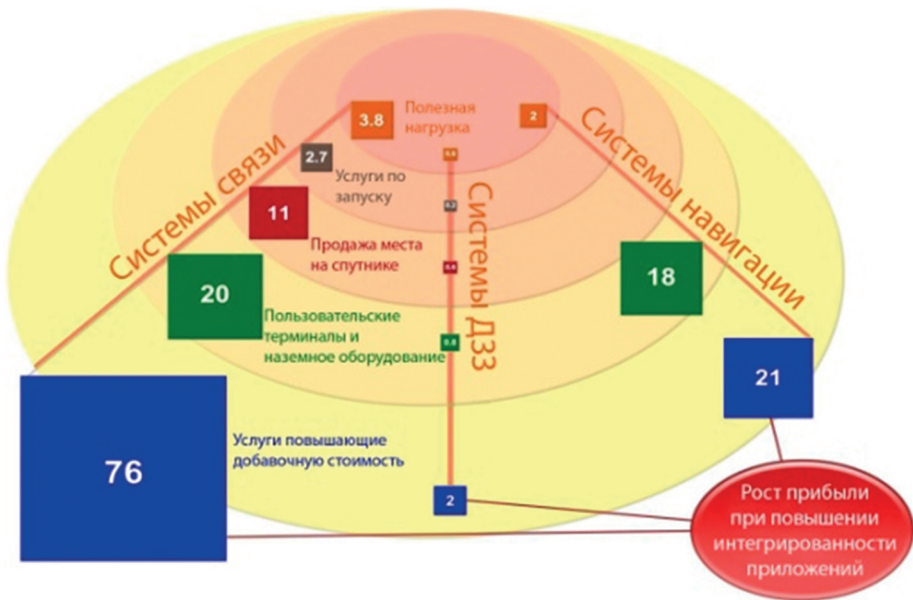 3.8
Полезная
нагрузка
2
2.7
Услуги по
запуску
11
Продажа места
на спутнике
20
Пользовательские
терминалы и
наземное оборудование
18
21
76
Услуги повышающие
добавочную стоимость
2
Системы связи
Системы ДЗЗ
Системы навигации
0.2
0.8
Рост прибыли
при повышении
интегрированности
приложений